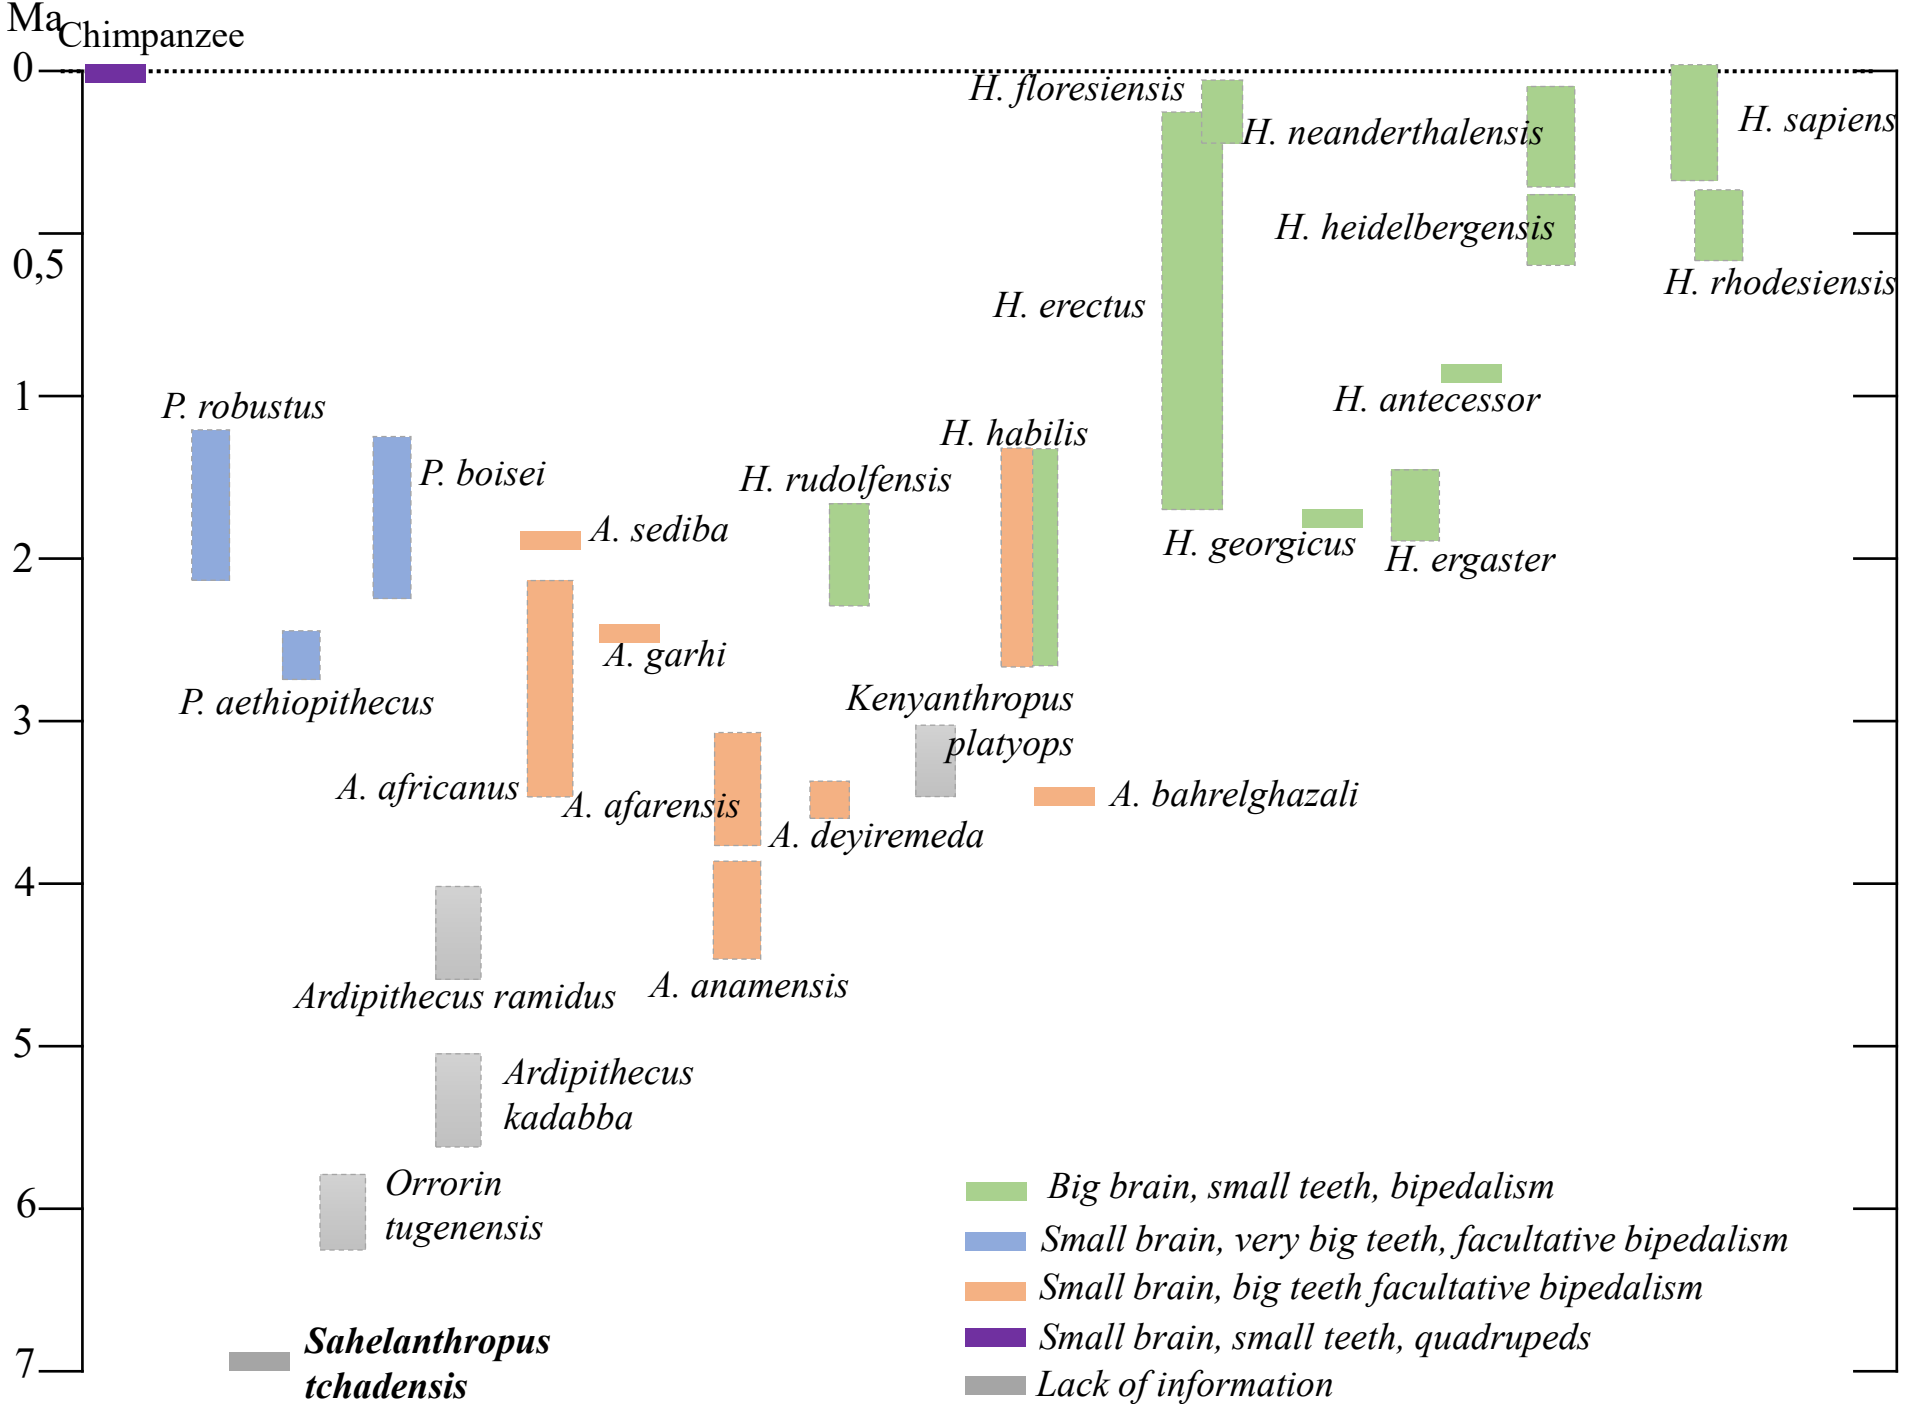 Ma
Chimpanzee
0
H. floresiensis
H. sapiens
H. neanderthalensis
H. heidelbergensis
0,5
H. rhodesiensis
H. erectus
1
H. antecessor
P. robustus
H. habilis
P. boisei
H. rudolfensis
A. sediba
H. georgicus
2
H. ergaster
A. garhi
P. aethiopithecus
Kenyanthropus
platyops
3
A. africanus
A. afarensis
A. bahrelghazali
A. deyiremeda
4
Ardipithecus ramidus
A. anamensis
5
Ardipithecus
kadabba
Orrorin
tugenensis
6
Big brain, small teeth, bipedalism
Small brain, very big teeth, facultative bipedalism
Small brain, big teeth facultative bipedalism
Small brain, small teeth, quadrupeds
Lack of information
Sahelanthropus
tchadensis
7